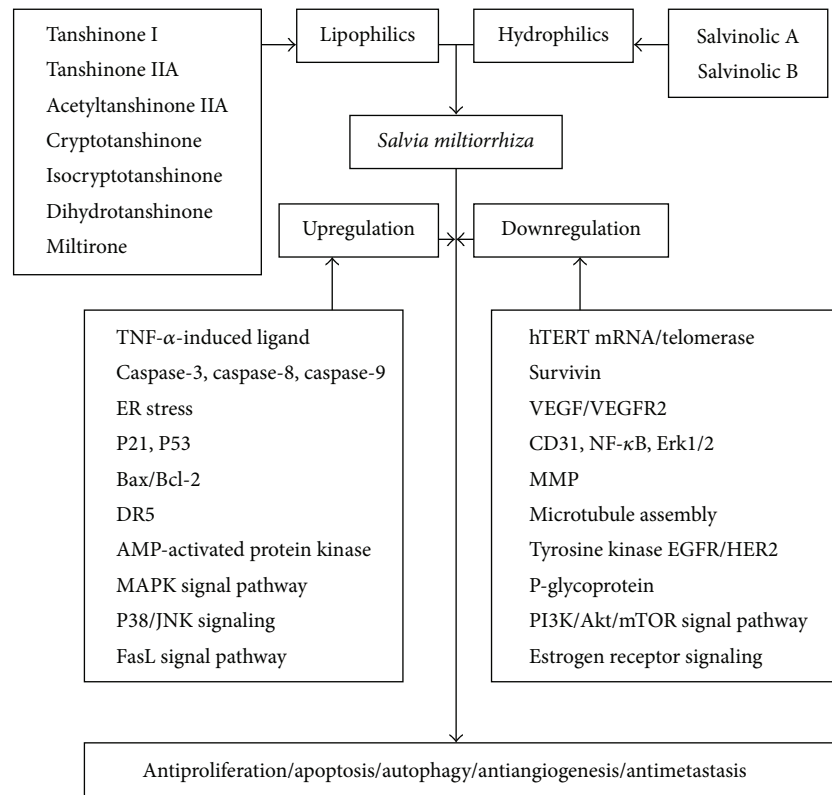 Tanshinone I
Tanshinone IIA
Acetyltanshinone IIA
Cryptotanshinone
Isocryptotanshinone
Dihydrotanshinone
Miltirone
Lipophilics
Hydrophilics
Salvinolic A
Salvinolic B
Salvia miltiorrhiza
Upregulation
Downregulation
TNF-α-induced ligand
Caspase-3, caspase-8, caspase-9
ER stress
P21, P53
Bax/Bcl-2
DR5
AMP-activated protein kinase
MAPK signal pathway
P38/JNK signaling
FasL signal pathway
hTERT mRNA/telomerase
Survivin
VEGF/VEGFR2
CD31, NF-κB, Erk1/2
MMP
Microtubule assembly
Tyrosine kinase EGFR/HER2
P-glycoprotein
PI3K/Akt/mTOR signal pathway
Estrogen receptor signaling
Antiproliferation/apoptosis/autophagy/antiangiogenesis/antimetastasis